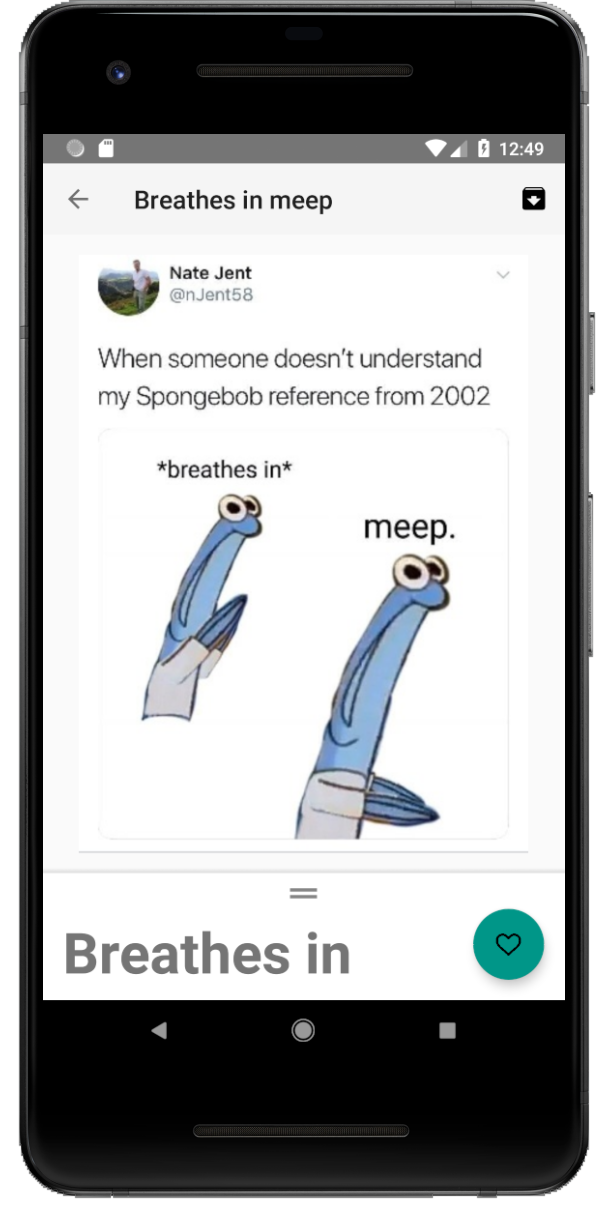 12:49
Breathes in meep
Nate Jent
@nJent58
When someone doesn't understand
my Spongebob reference from 2002
*breathes in*
meep.
Breathes in